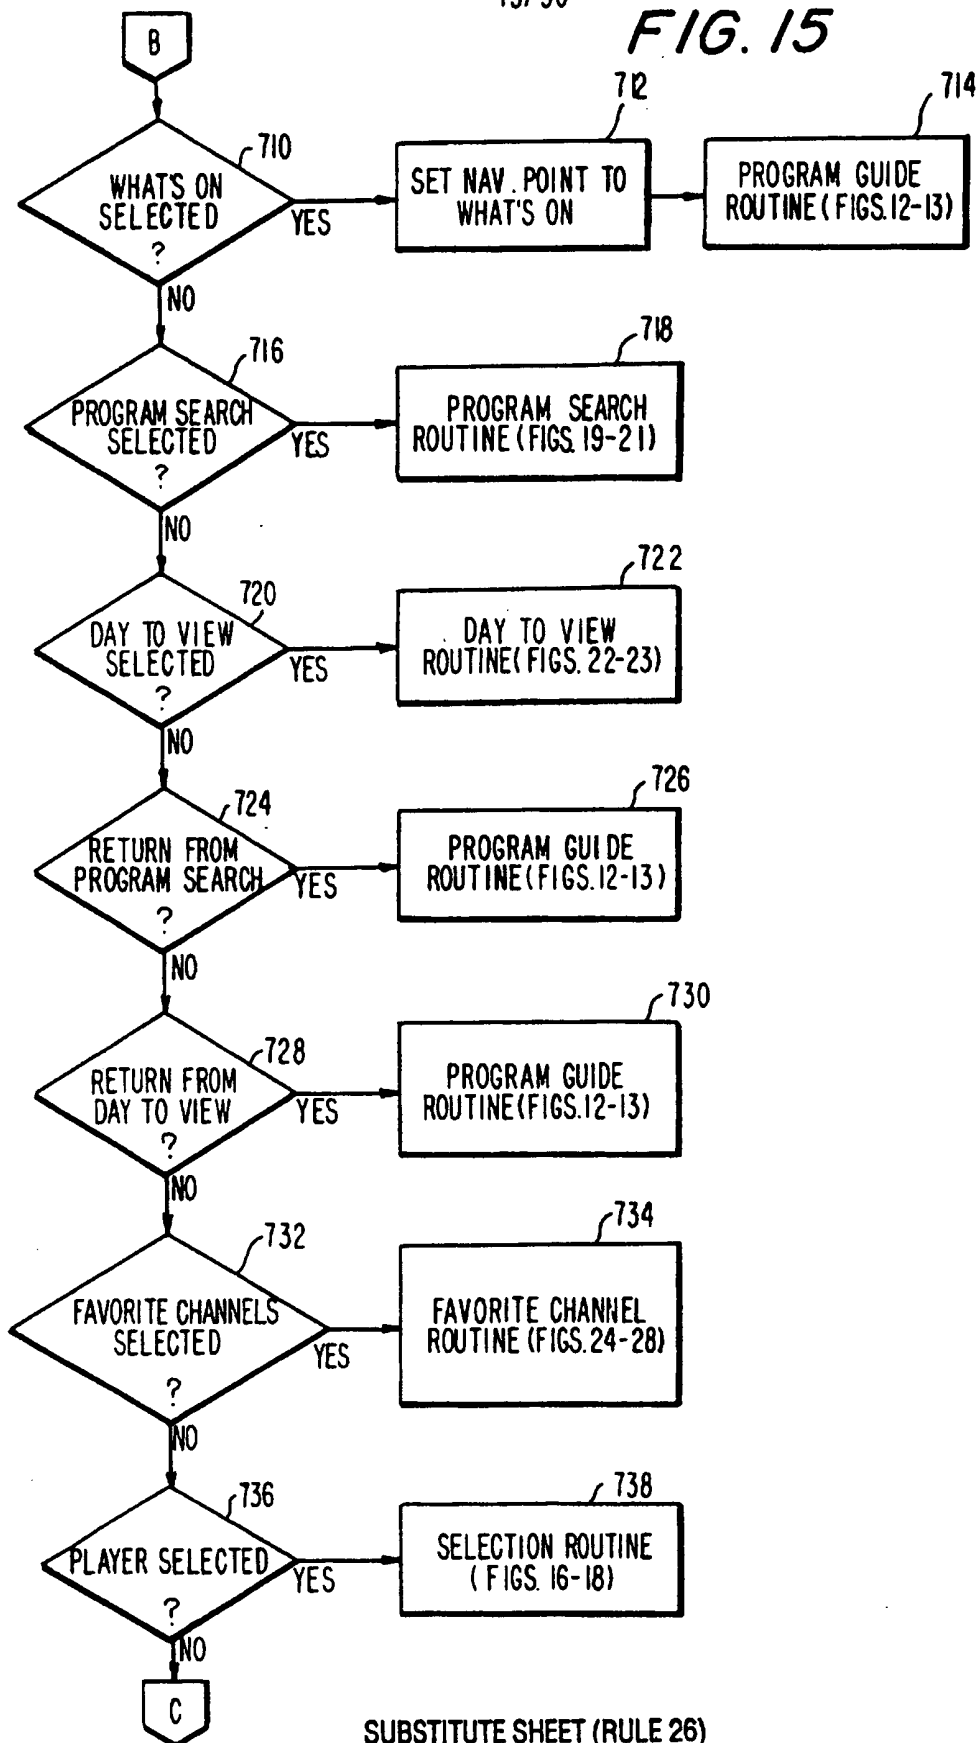 FIG. 15
B
710
WHAT'S ON
SELECTED
?
YES
NO
712
SET NAV. POINT TO
WHAT'S ON
714
PROGRAM GUIDE
ROUTINE (FIGS.12-13)
716
PROGRAM SEARCH
SELECTED
?
YES
NO
718
PROGRAM SEARCH
ROUTINE (FIGS. 19-21)
720
DAY TO VIEW
SELECTED
?
YES
NO
722
DAY TO VIEW
ROUTINE(FIGS. 22-23)
724
RETURN FROM
PROGRAM SEARCH
?
YES
NO
726
PROGRAM GUIDE
ROUTINE(FIGS.12-13)
728
RETURN FROM
DAY TO VIEW
?
YES
NO
730
PROGRAM GUIDE
ROUTINE(FIGS.12-13)
732
FAVORITE CHANNELS
SELECTED
?
YES
NO
734
FAVORITE CHANNEL
ROUTINE (FIGS.24-28)
736
PLAYER SELECTED
?
YES
NO
738
SELECTION ROUTINE
(FIGS. 16-18)
C
SUBSTITUTE SHEET (RULE 26)